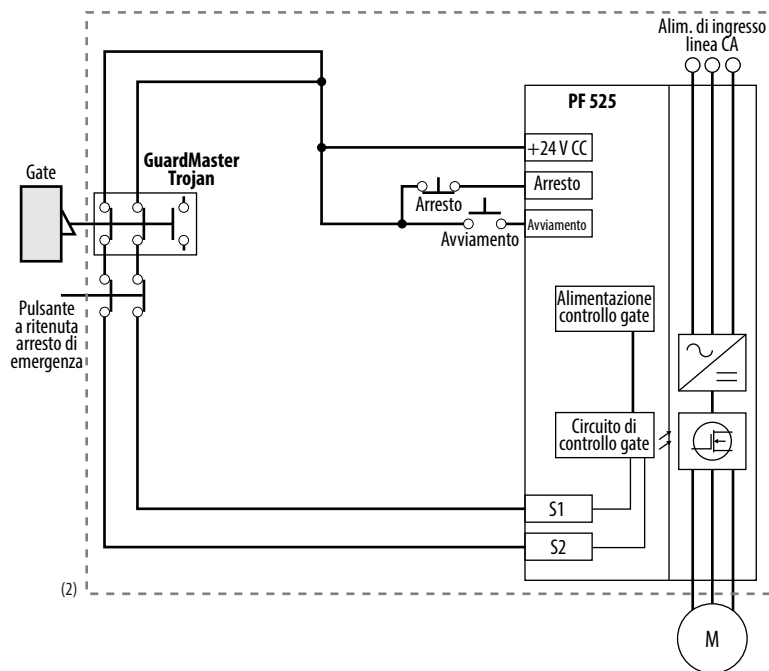 Alim. di ingresso
linea CA
PF 525
+24 V CC
GuardMaster
Trojan
Gate
Arresto
Arresto
Avviamento
Avviamento
Pulsante
a ritenuta
arresto di
emergenza
Alimentazione
controllo gate
Circuito di
controllo gate
S1
S2
(2)
M